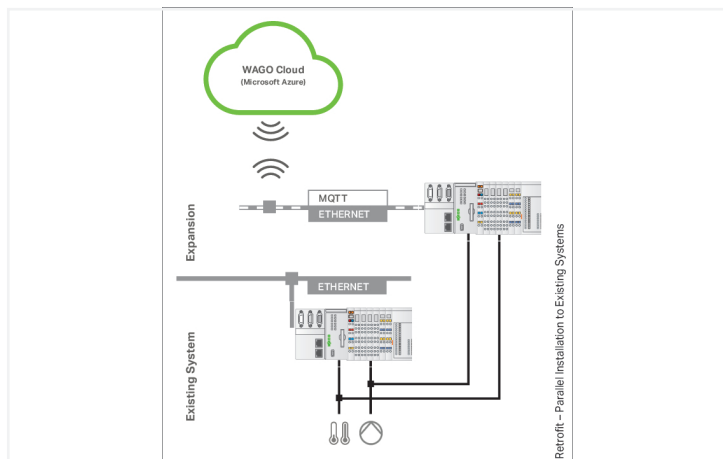 WAGO Cloud
(Microsoft Azure)
MQTT
ETHERNET
Expansion
ETHERNET
Existing System
Retrofit – Parallel Installation to Existing Systems